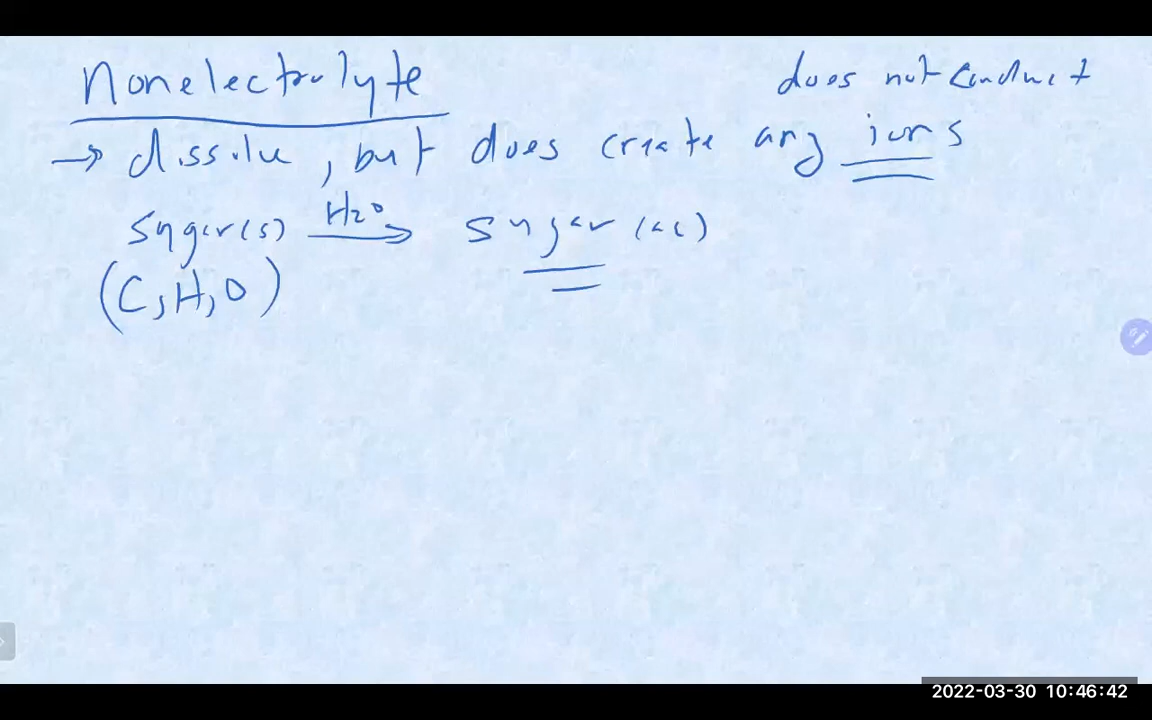 Nonelectrolyte
does not conduct
→ dissolve, but does create any ions
Sugar(s) H2O → Sugar (ac)
(C, H, O)
2022-03-30 10:46:42